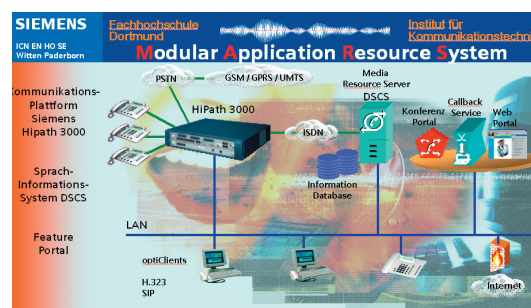 SIEMENS
ICN EN HO SE
Witten Paderborn
Fachhochschule
Dortmund
Institut für
Kommunikationstechni
Modular Application Resource System
Kommunikations-
Plattform
Siemens
Hipath 3000
Sprach-
Informations-
System DSCS
Feature
Portal
PSTN
GSM / GPRS / UMTS
HiPath 3000
ISDN
Media
Resource Server
DSCS
Information
Database
Konferenz
Portal
Callback
Service
Web
Portal
LAN
optiClients
H.323
SIP
Internet